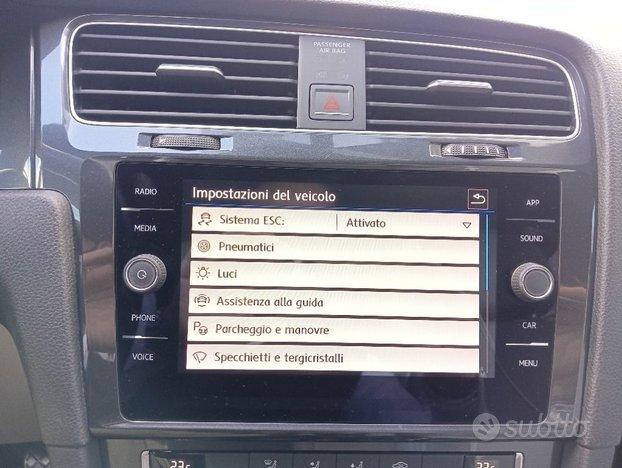 PASSENGER
AIR BAG
RADIO
MEDIA
PHONE
VOICE
Impostazioni del veicolo
Sistema ESC: Attivato
Pneumatici
Luci
Assistenza alla guida
Parcheggio e manovre
Specchietti e tergicristalli
APP
SOUND
CAR
MENU
subito